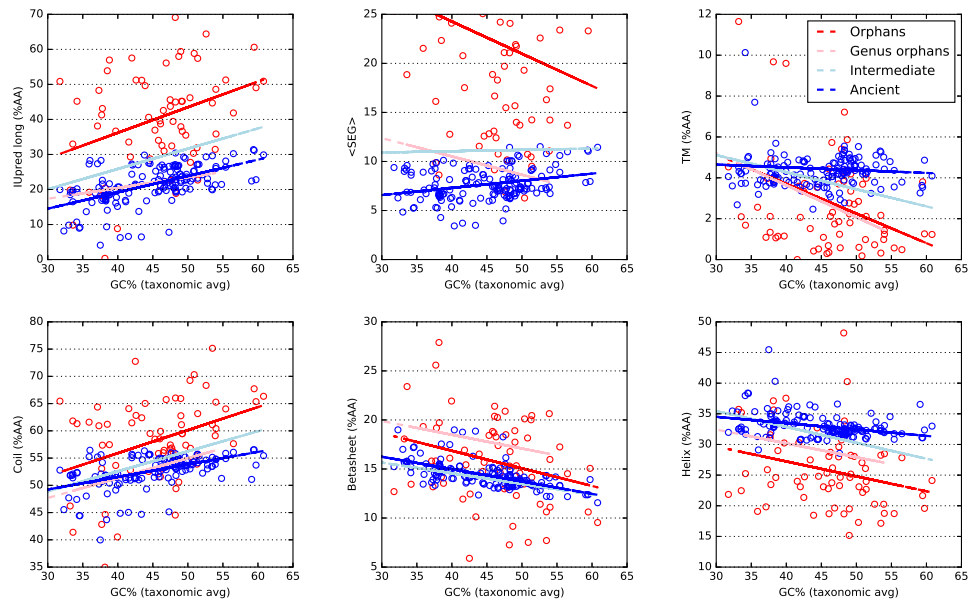 70
60
50
40
30
20
10
0
IUpred long (%AA)
30 35 40 45 50 55 60 65
GC% (taxonomic avg)
25
20
15
10
5
0
<SEG>
30 35 40 45 50 55 60 65
GC% (taxonomic avg)
12
10
8
6
4
2
0
TM (%AA)
30 35 40 45 50 55 60 65
GC% (taxonomic avg)
Orphans
Genus orphans
Intermediate
Ancient
80
75
70
65
60
55
50
45
40
35
Coil (%AA)
30 35 40 45 50 55 60 65
GC% (taxonomic avg)
30
25
20
15
10
5
Betasheet (%AA)
30 35 40 45 50 55 60 65
GC% (taxonomic avg)
50
45
40
35
30
25
20
15
10
Helix (%AA)
30 35 40 45 50 55 60 65
GC% (taxonomic avg)